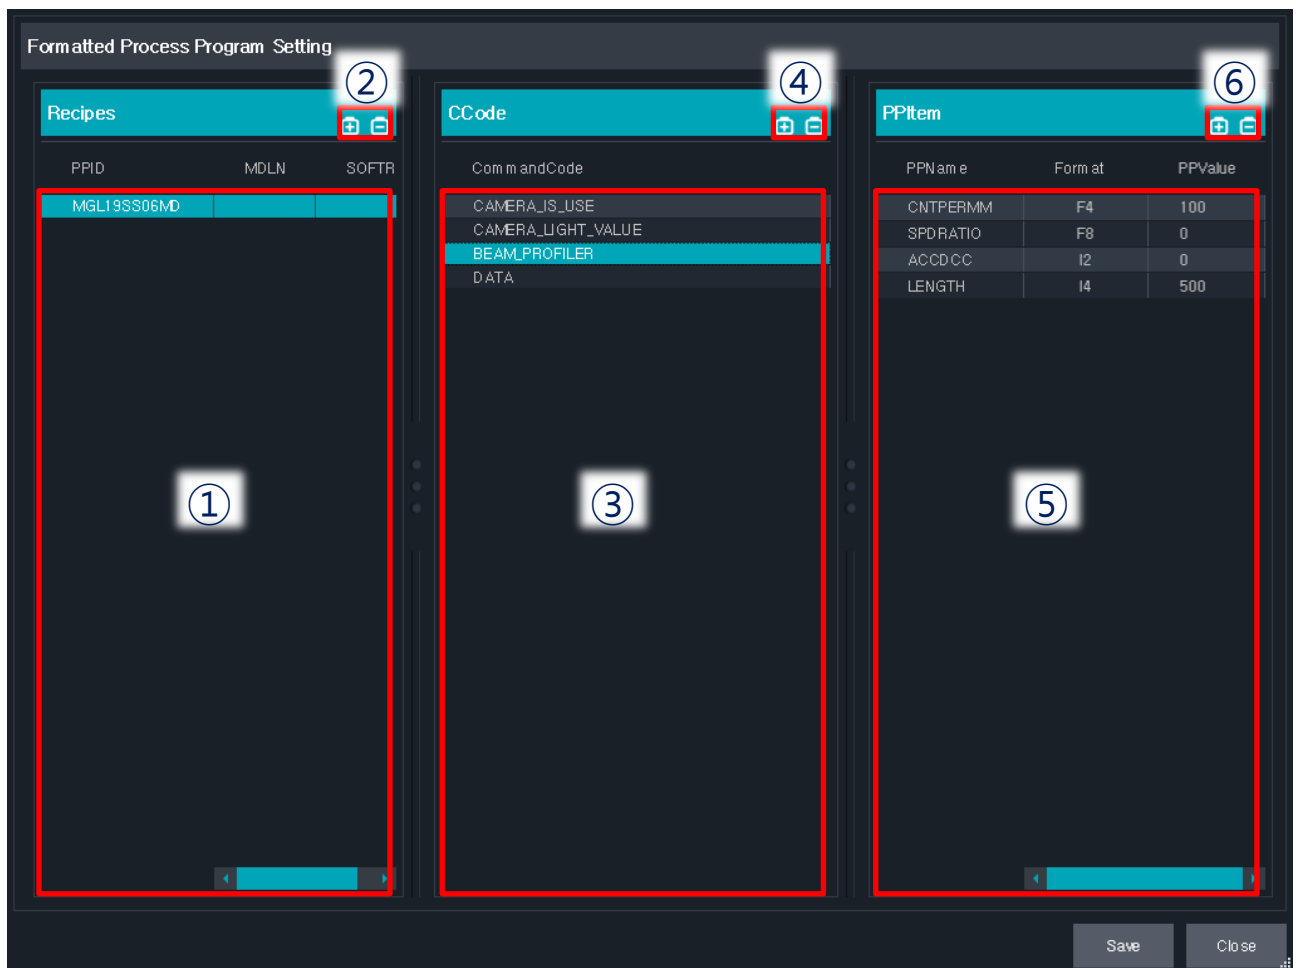 Formatted Process Program Setting
②
④
⑥
Recipes
CCode
PPItem
PPID MDLN SOFTR
CommandCode
PPName Format PPValue
MGL19SS06MD
CAMERA_IS_USE
CAMERA_LIGHT_VALUE
BEAM_PROFILER
DATA
CNTPERMM F4 100
SPDRATIO F8 0
ACCDCC I2 0
LENGTH I4 500
①
③
⑤
Save Close